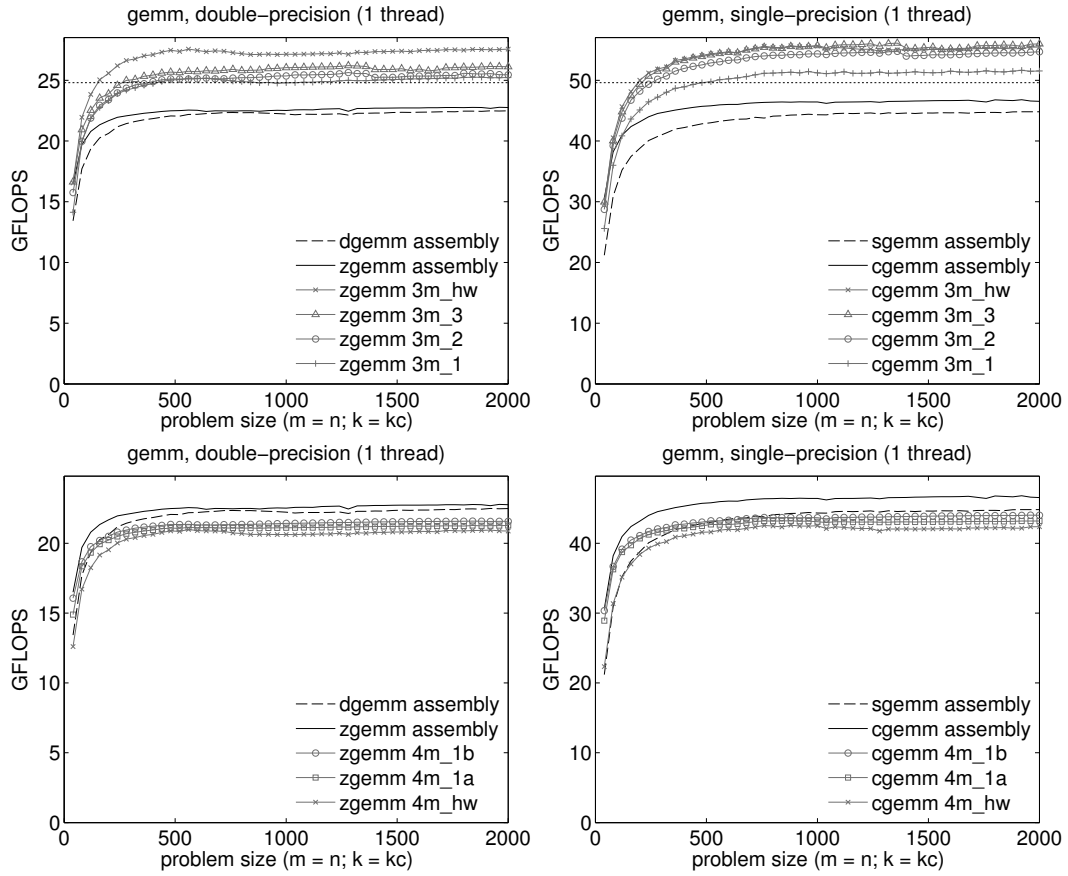 gemm, double−precision (1 thread)
25
20
15
10
5
0
GFLOPS
dgemm assembly
zgemm assembly
zgemm 3m_hw
zgemm 3m_3
zgemm 3m_2
zgemm 3m_1
0 500 1000 1500 2000
problem size (m = n; k = kc)
gemm, single−precision (1 thread)
50
40
30
20
10
0
GFLOPS
sgemm assembly
cgemm assembly
cgemm 3m_hw
cgemm 3m_3
cgemm 3m_2
cgemm 3m_1
0 500 1000 1500 2000
problem size (m = n; k = kc)
gemm, double−precision (1 thread)
20
15
10
5
0
GFLOPS
dgemm assembly
zgemm assembly
zgemm 4m_1b
zgemm 4m_1a
zgemm 4m_hw
0 500 1000 1500 2000
problem size (m = n; k = kc)
gemm, single−precision (1 thread)
40
30
20
10
0
GFLOPS
sgemm assembly
cgemm assembly
cgemm 4m_1b
cgemm 4m_1a
cgemm 4m_hw
0 500 1000 1500 2000
problem size (m = n; k = kc)